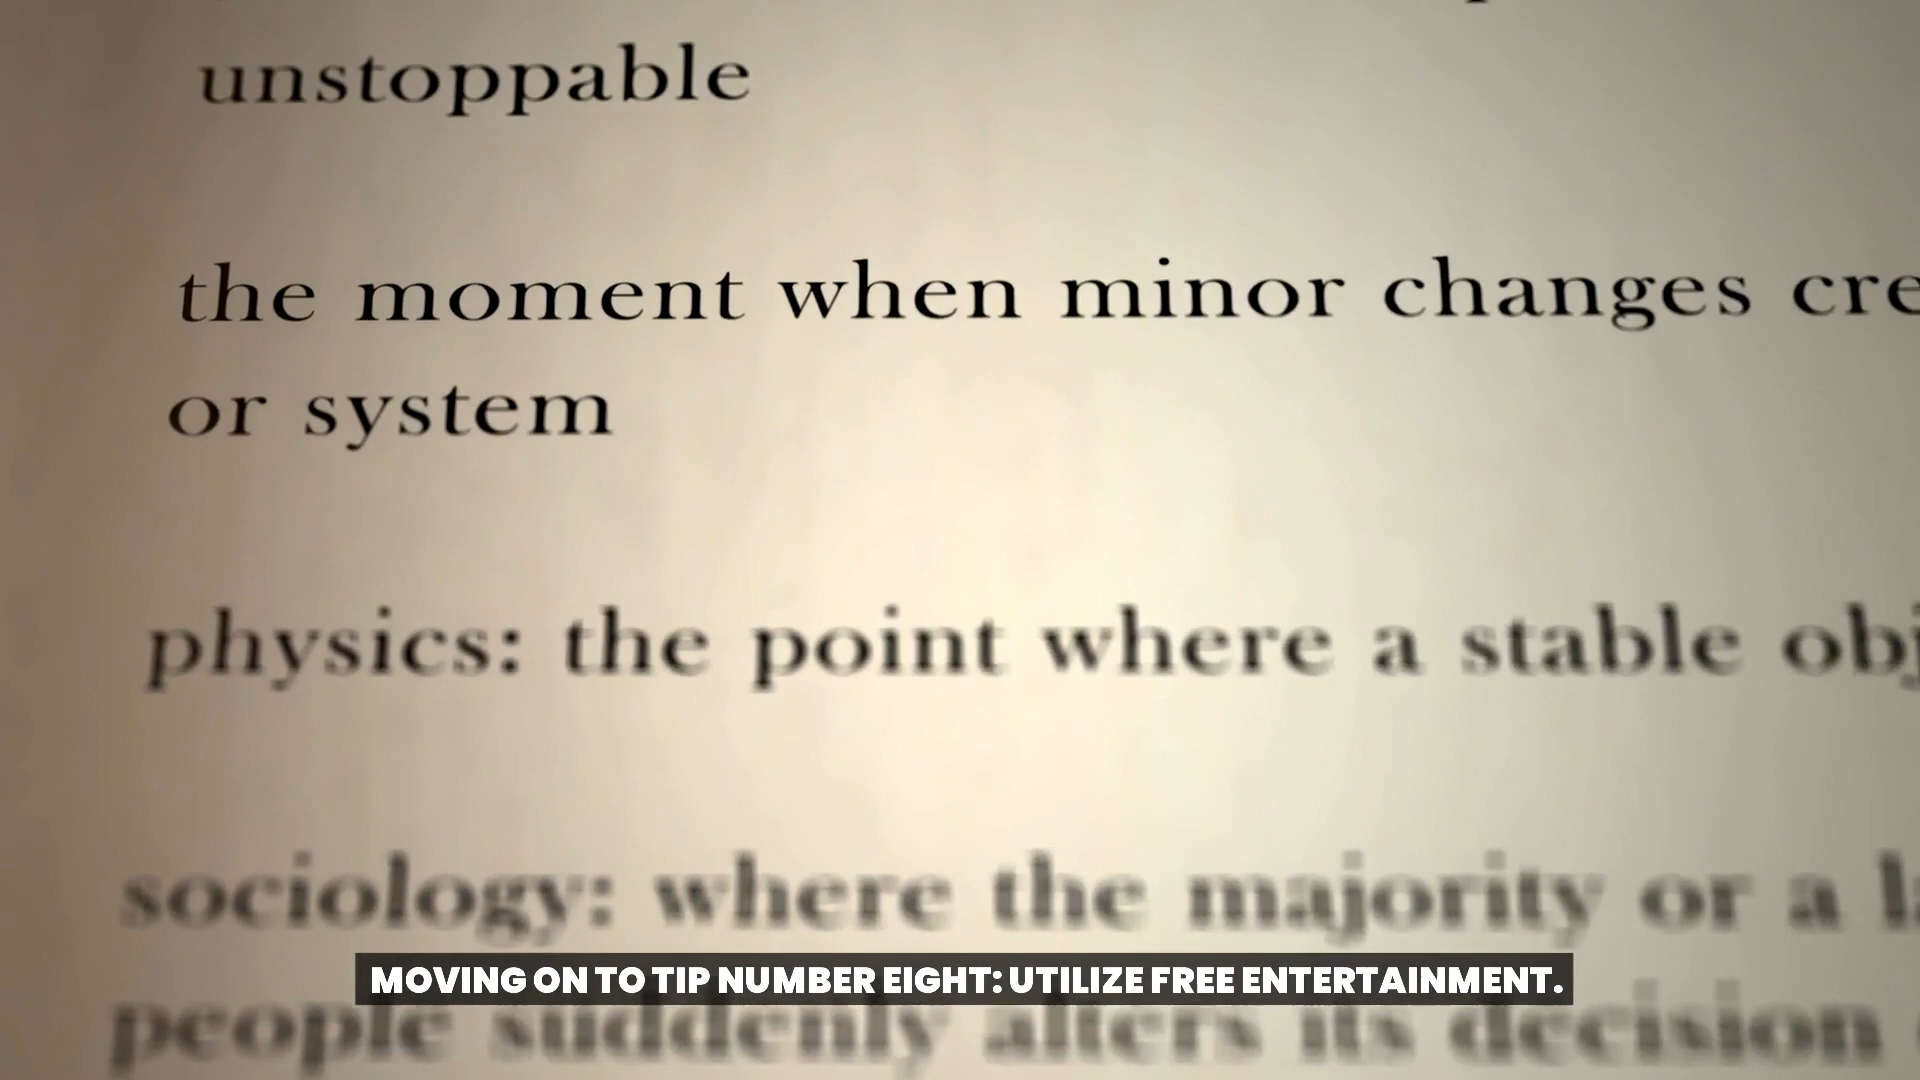 unstoppable
the moment when minor changes cre
or system
physics: the point where a stable obj
sociology: where the majority or a la
people suddenly alters its decision
MOVING ON TO TIP NUMBER EIGHT: UTILIZE FREE ENTERTAINMENT.